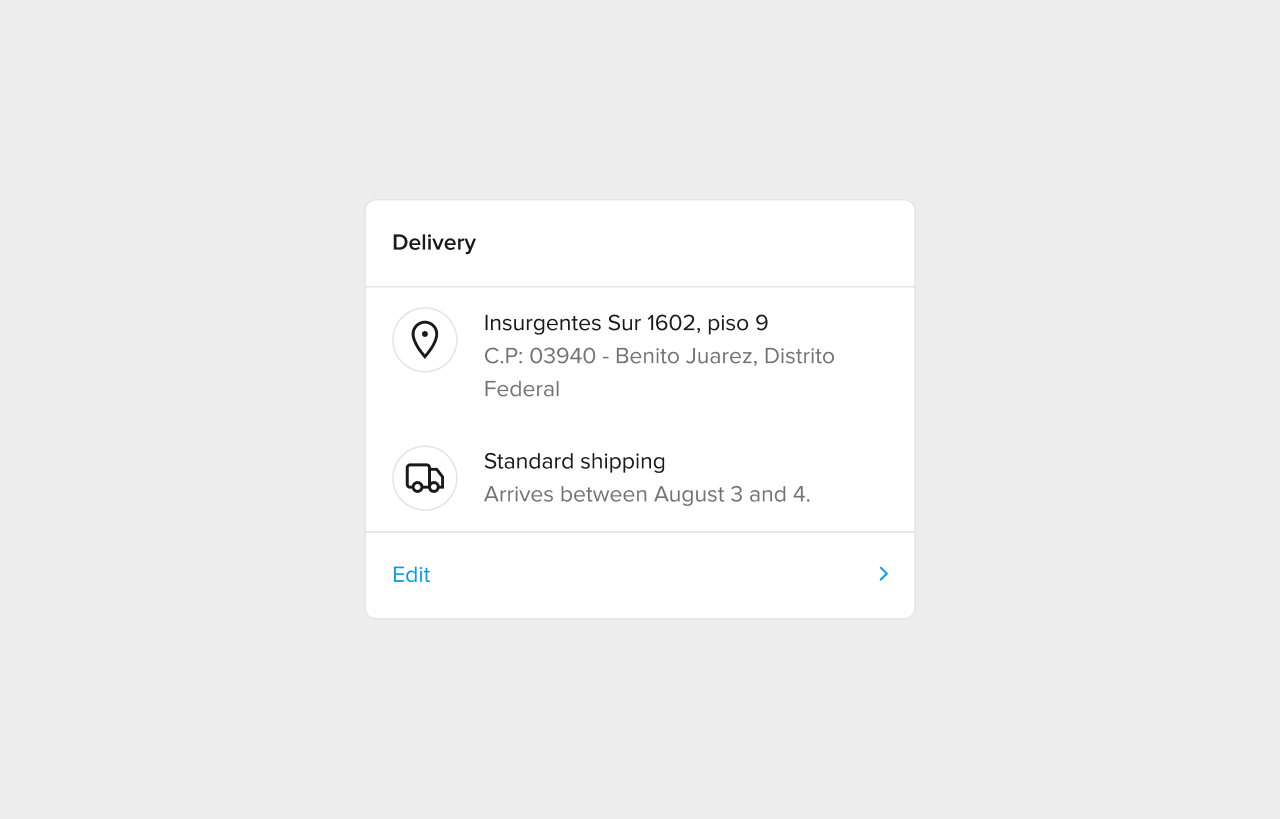 Delivery
Insurgentes Sur 1602, piso 9
C.P: 03940 - Benito Juarez, Distrito
Federal
Standard shipping
Arrives between August 3 and 4.
Edit